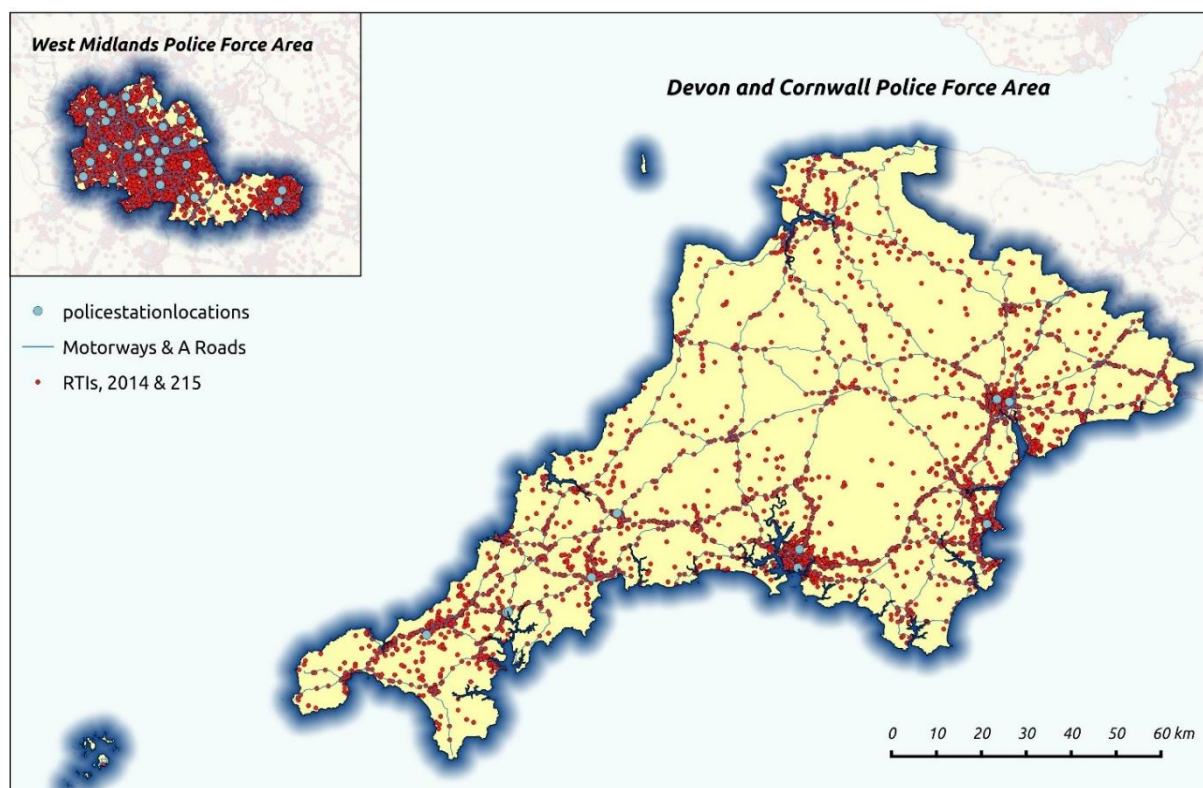 West Midlands Police Force Area
Devon and Cornwall Police Force Area
policestationlocations
Motorways & A Roads
RTIs, 2014 & 215
0 10 20 30 40 50 60 km